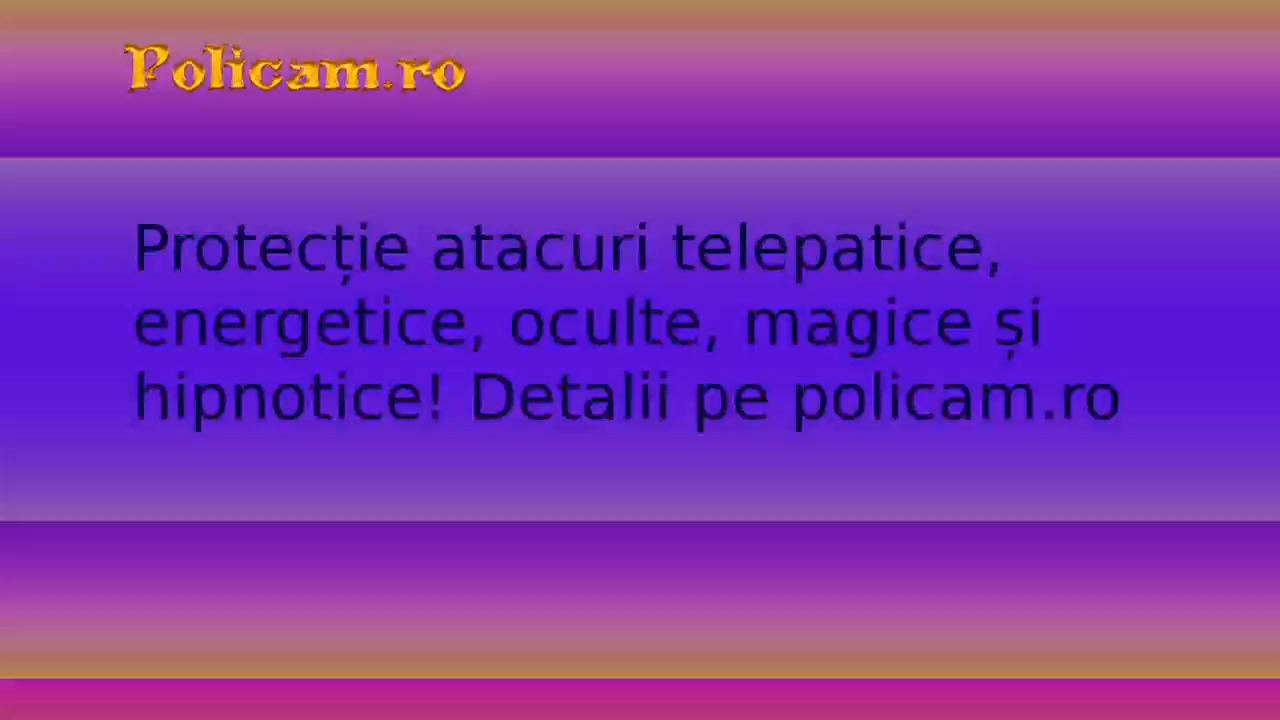 Policam.ro
Protecție atacuri telepatice,
energetice, oculte, magice și
hipnotice! Detalii pe policam.ro